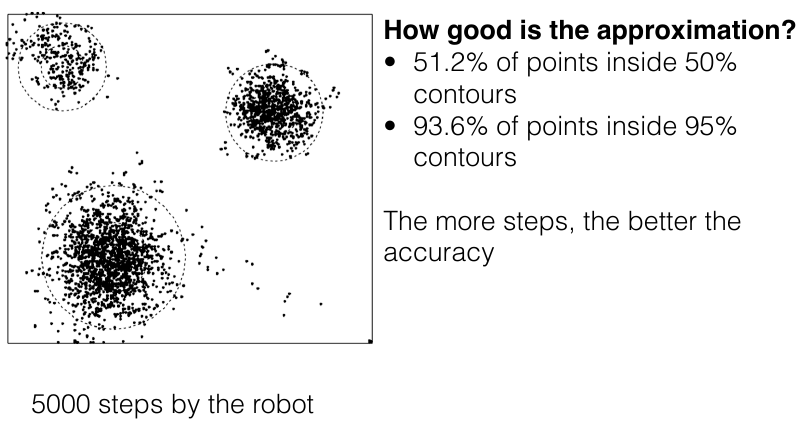 How good is the approximation?
• 51.2% of points inside 50%
contours
• 93.6% of points inside 95%
contours
The more steps, the better the
accuracy
5000 steps by the robot